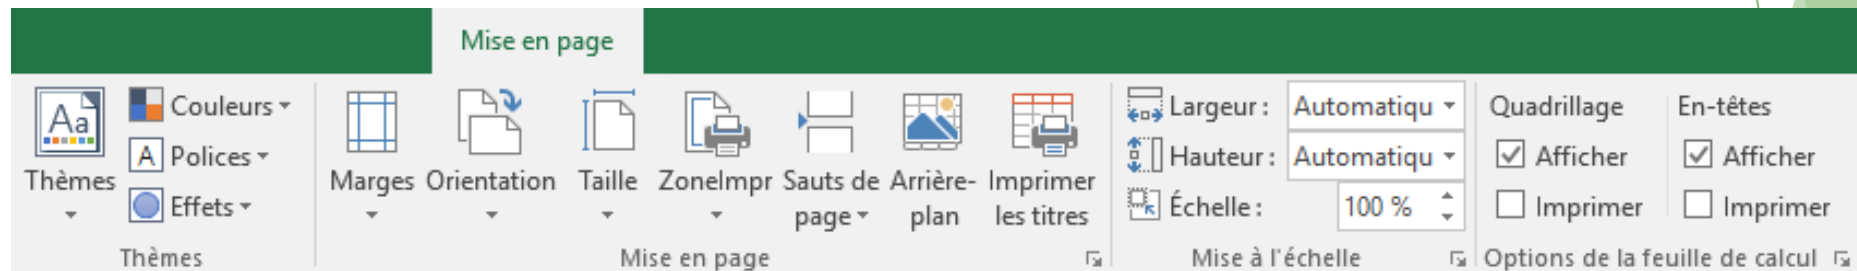 Mise en page
Aa
Thèmes
Couleurs
A Polices
Effets
Thèmes
Marges
Orientation
Taille
ZoneImpr
Sauts de
page
Arrière-
plan
Imprimer
les titres
Mise en page
Largeur : Automatiqu
Hauteur : Automatiqu
Échelle : 100 %
Mise à l'échelle
Quadrillage
Afficher
Imprimer
En-têtes
Afficher
Imprimer
Options de la feuille de calcul